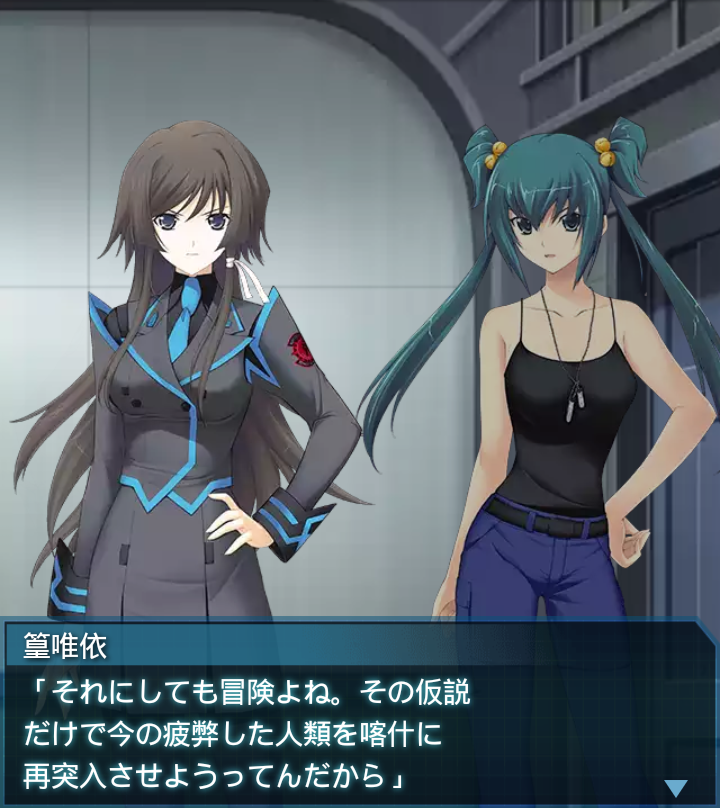 篁唯依
「それにしても冒険よね。その仮説
だけで今の疲弊した人類を喀什に
再突入させようってんだから」